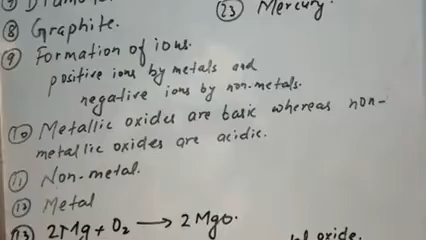 (23) Mercury.
(8) Graphite.
(9) Formation of ions.
positive ions by metals and
negative ions by non-metals.
(10) Metallic oxides are basic whereas non-
metallic oxides are acidic.
(11) Non-metal.
(12) Metal
(13) 2Mg + O₂ → 2MgO.
oxide.